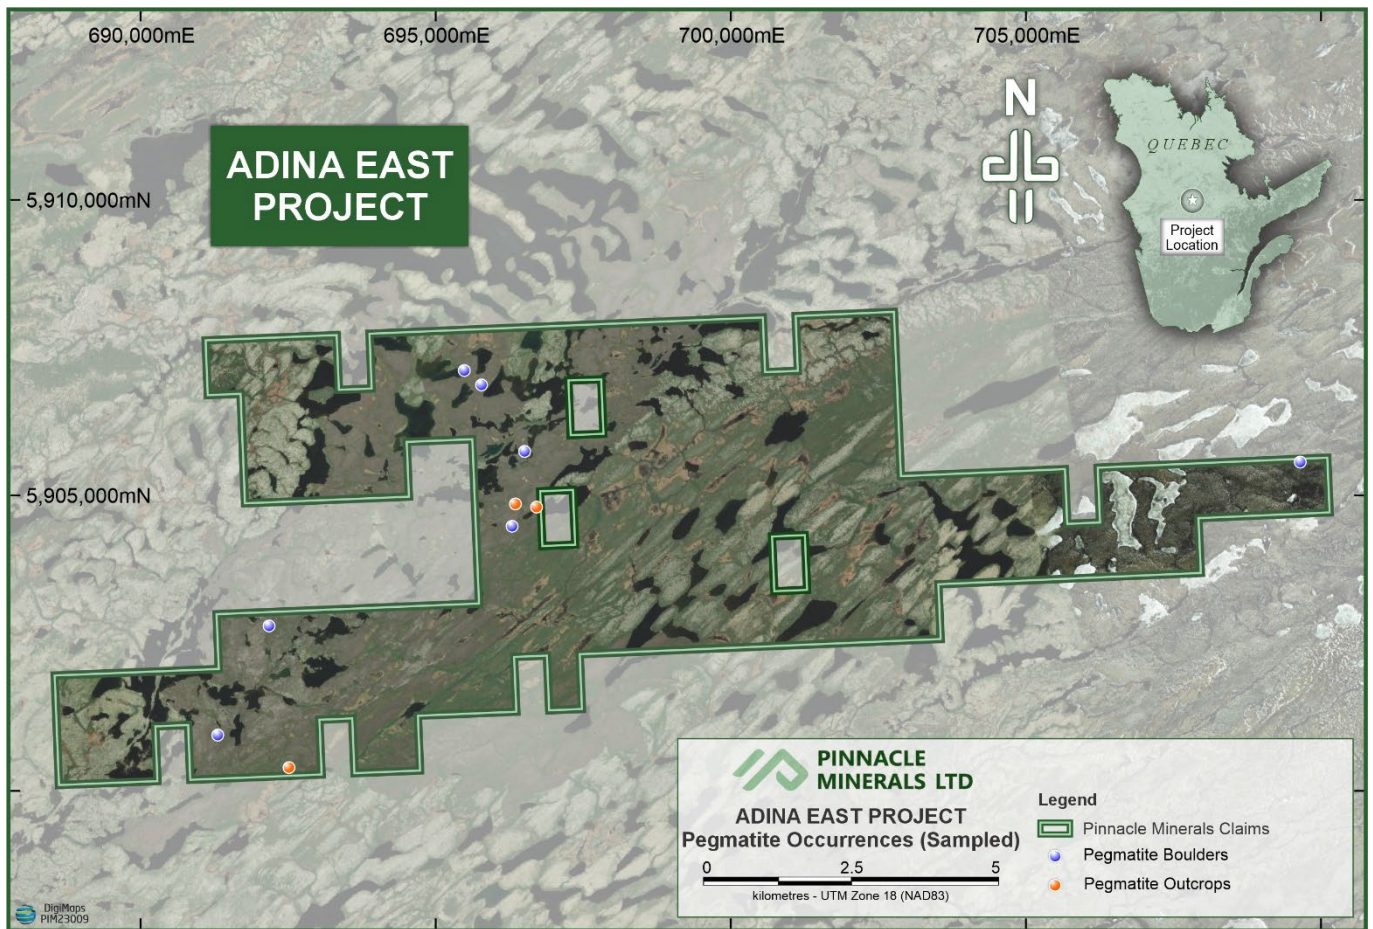 690,000mE
695,000mE
700,000mE
705,000mE
N
QUEBEC
Project
Location
ADINA EAST
PROJECT
5,910,000mN
5,905,000mN
PINNACLE
MINERALS LTD
ADINA EAST PROJECT
Pegmatite Occurrences (Sampled)
0 2.5 5
kilometres - UTM Zone 18 (NAD83)
Legend
Pinnacle Minerals Claims
Pegmatite Boulders
Pegmatite Outcrops
DigiMaps
PIM23009